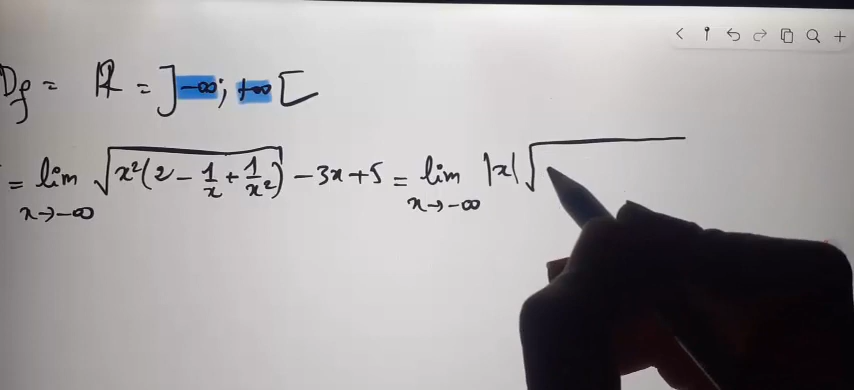 Df = ℝ = ]-∞; +∞[
= lim √(x²(2 - 1/x + 1/x²)) - 3x + 5 = lim |x|√
x→-∞ x→-∞